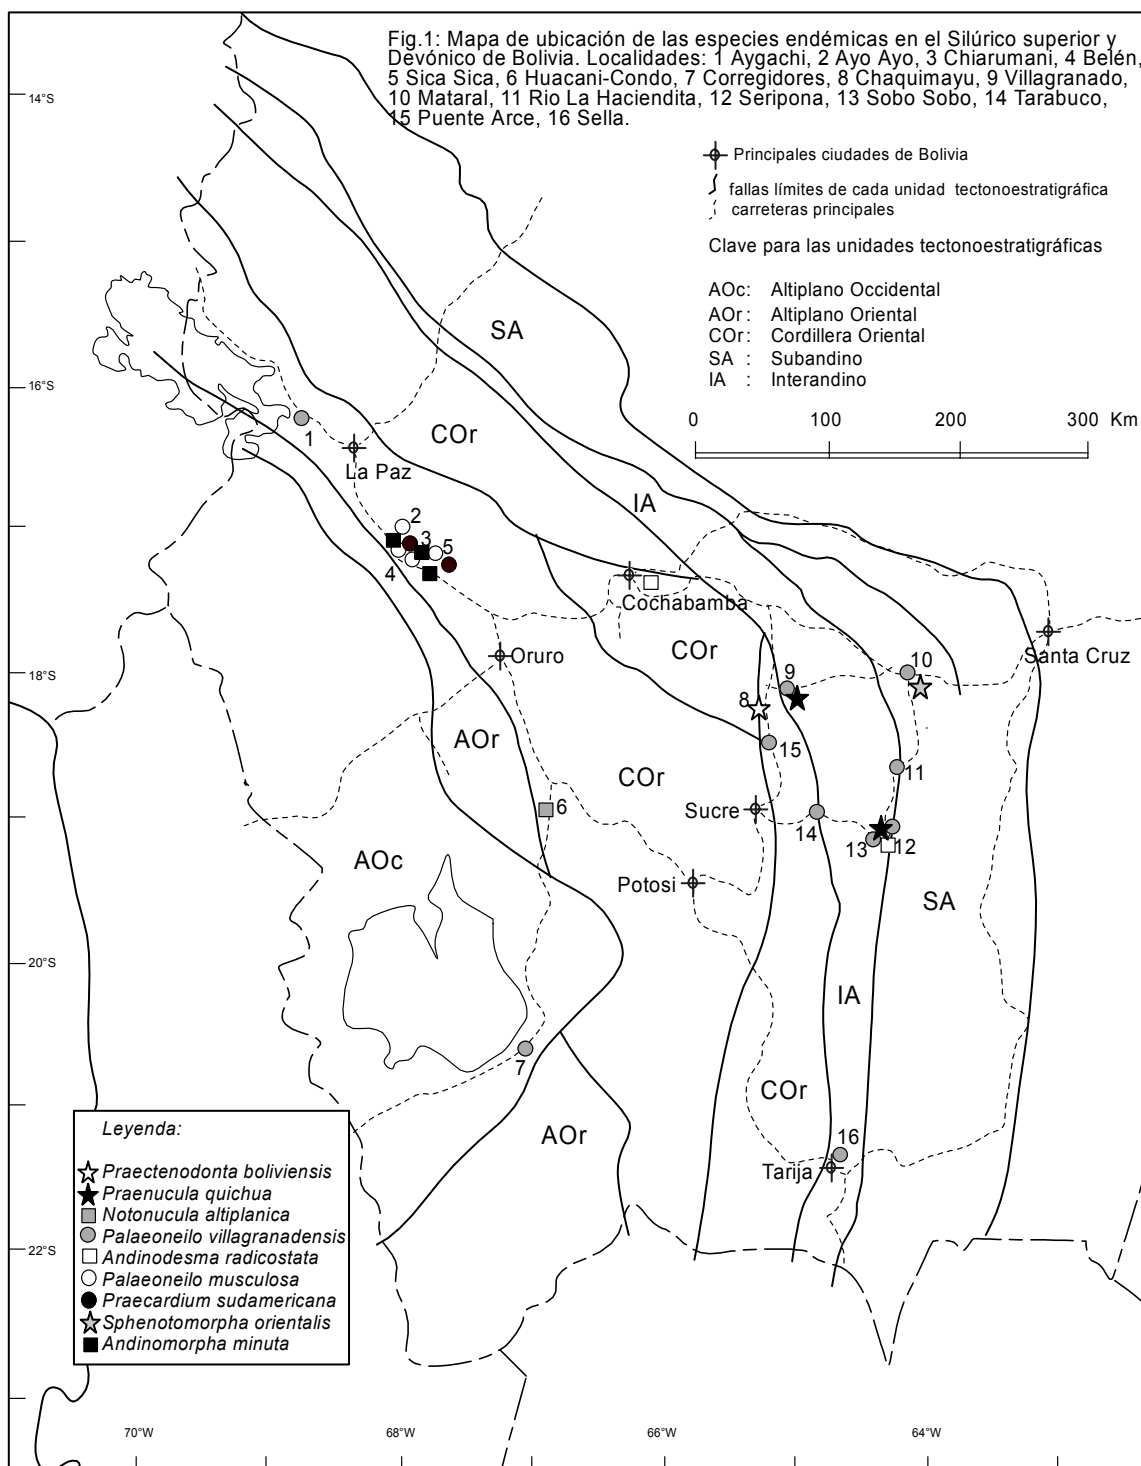 Fig.1: Mapa de ubicación de las especies endémicas en el Silúrico superior y
Devónico de Bolivia. Localidades: 1 Aygachi, 2 Ayo Ayo, 3 Chiarumani, 4 Belén,
5 Sica Sica, 6 Huacani-Condo, 7 Corregidores, 8 Chaquimayu, 9 Villagranado,
10 Mataral, 11 Rio La Haciendita, 12 Seripona, 13 Sobo Sobo, 14 Tarabuco,
15 Puente Arce, 16 Sella.
Principales ciudades de Bolivia
fallas límites de cada unidad tectonoestratigráfica
carreteras principales
Clave para las unidades tectonoestratigráficas
AOc: Altiplano Occidental
AOr: Altiplano Oriental
COr: Cordillera Oriental
SA : Subandino
IA : Interandino
0 100 200 300 Km
14°S
16°S
18°S
20°S
22°S
SA
COr
IA
1
La Paz
2
3
4
5
Cochabamba
COr
Oruro
Santa Cruz
9
10
8
15
11
AOr
COr
6
Sucre
14
13
12
AOc
Potosi
SA
IA
7
COr
AOr
16
Tarija
Leyenda:
Praectenodonta boliviensis
Praenucula quichua
Notonucula altiplanica
Palaeoneilo villagranadensis
Andinodesma radicostata
Palaeoneilo musculosa
Praecardium sudamericana
Sphenotomorpha orientalis
Andinomorpha minuta
70°W 68°W 66°W 64°W